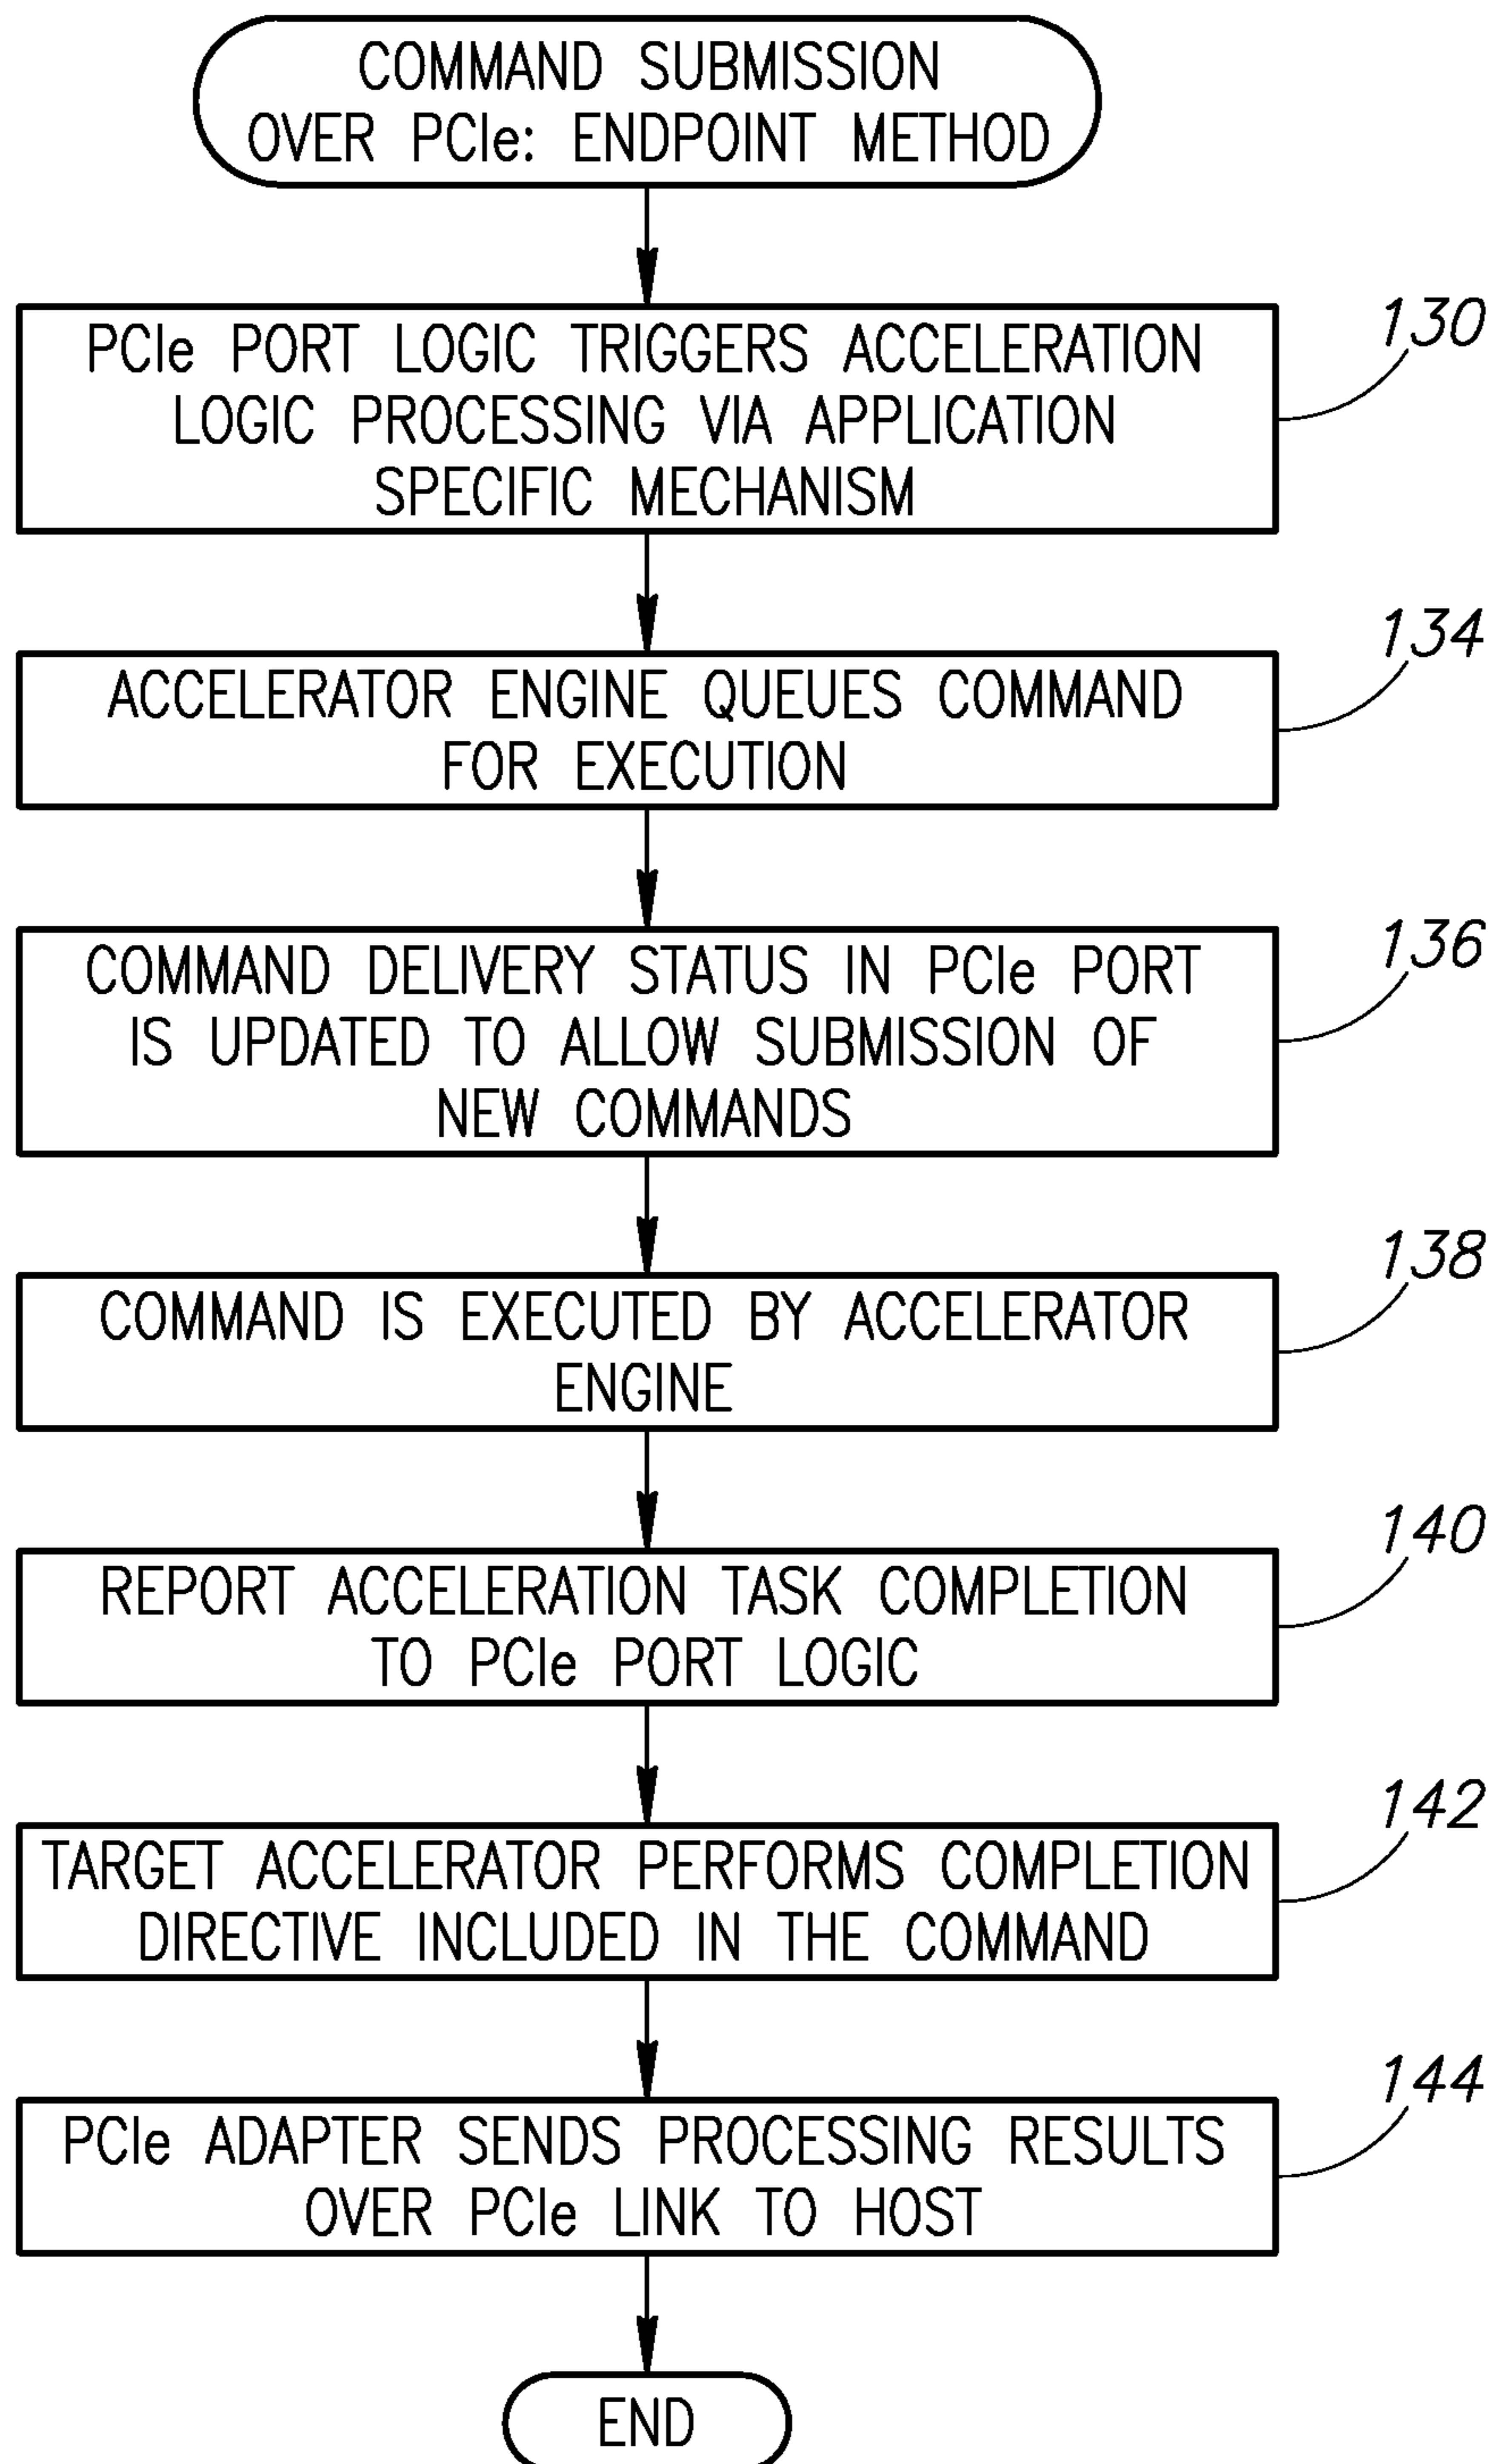 COMMAND SUBMISSION
OVER PCIe: ENDPOINT METHOD
PCIe PORT LOGIC TRIGGERS ACCELERATION
LOGIC PROCESSING VIA APPLICATION
SPECIFIC MECHANISM
130
ACCELERATOR ENGINE QUEUES COMMAND
FOR EXECUTION
134
COMMAND DELIVERY STATUS IN PCIe PORT
IS UPDATED TO ALLOW SUBMISSION OF
NEW COMMANDS
136
COMMAND IS EXECUTED BY ACCELERATOR
ENGINE
138
REPORT ACCELERATION TASK COMPLETION
TO PCIe PORT LOGIC
140
TARGET ACCELERATOR PERFORMS COMPLETION
DIRECTIVE INCLUDED IN THE COMMAND
142
PCIe ADAPTER SENDS PROCESSING RESULTS
OVER PCIe LINK TO HOST
144
END